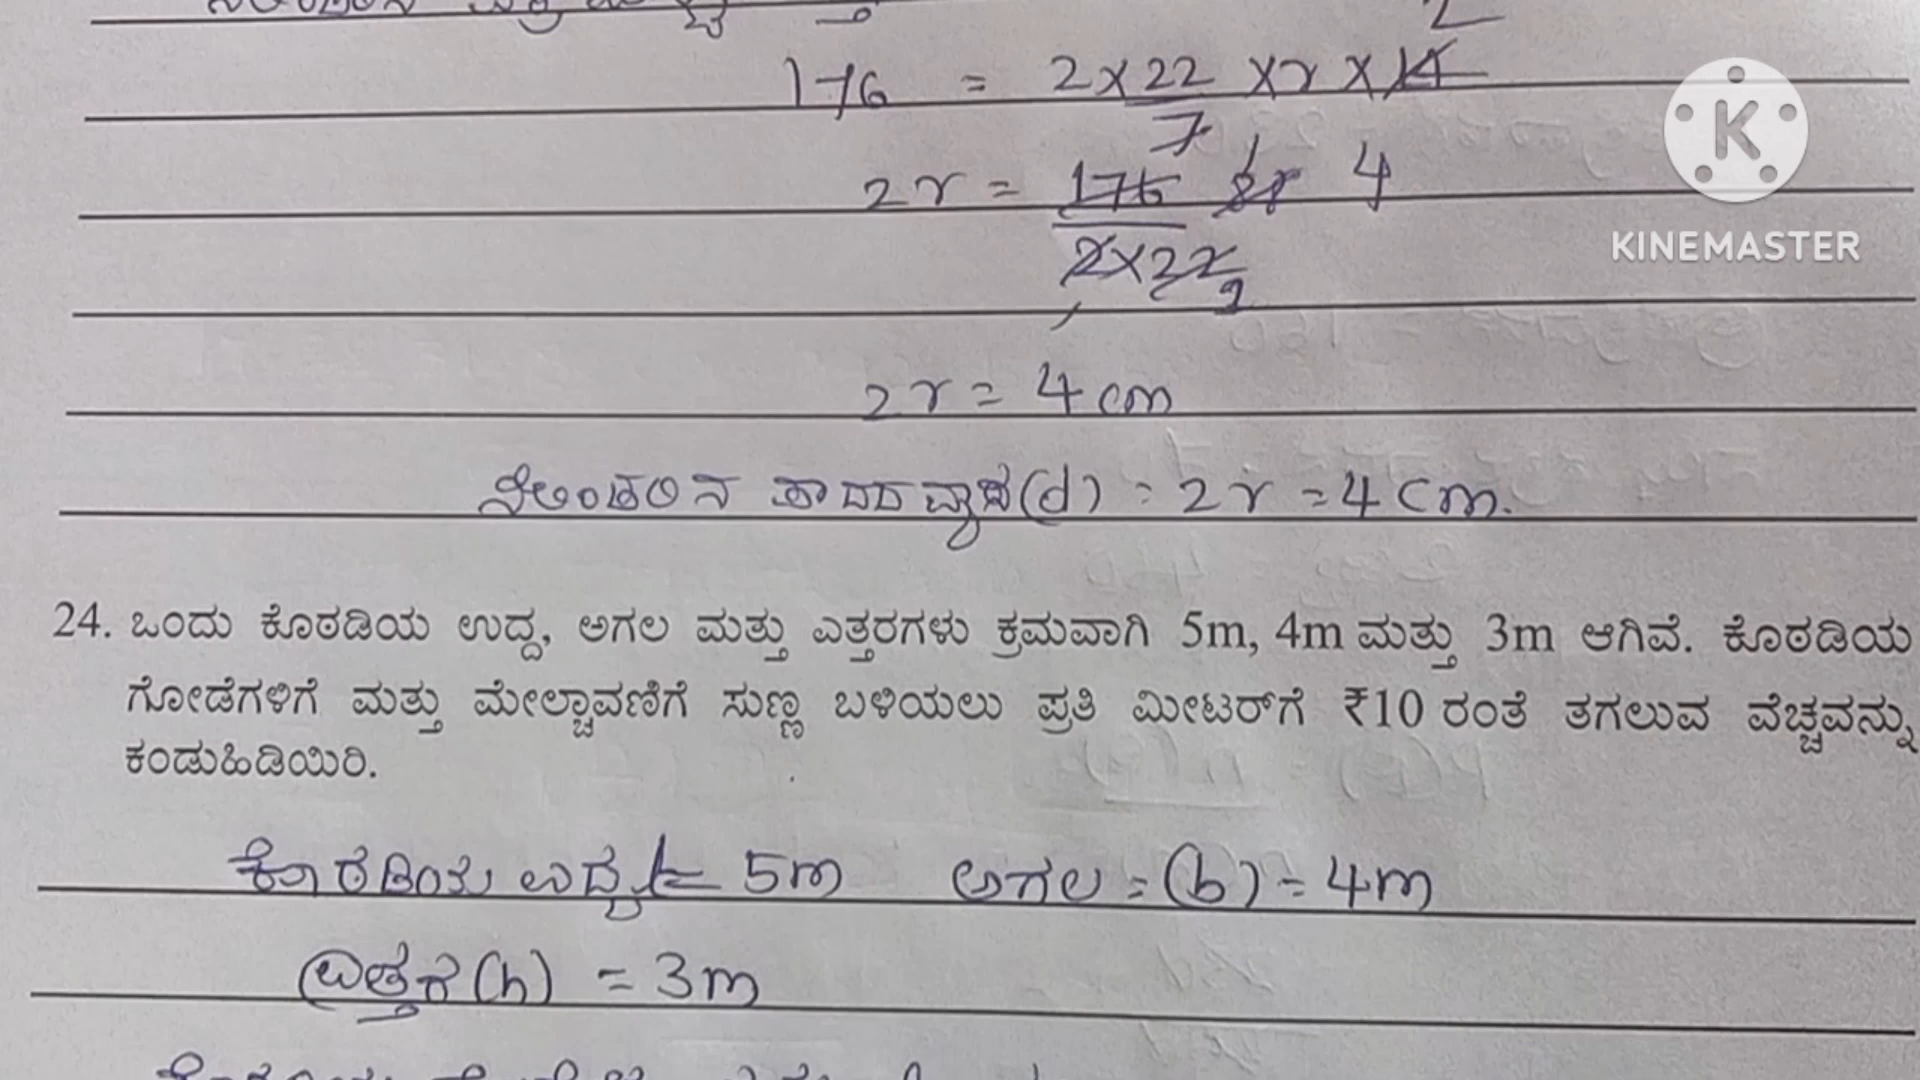 176 = 2 × 22/7 × r × 14 2
2r = 176 88 4
2 × 22
2r = 4 cm
ಸಿಲಿಂಡರಿನ ಪಾದದ ವ್ಯಾಸ (d) = 2r = 4 cm.
24. ಒಂದು ಕೊಠಡಿಯ ಉದ್ದ, ಅಗಲ ಮತ್ತು ಎತ್ತರಗಳು ಕ್ರಮವಾಗಿ 5m, 4m ಮತ್ತು 3m ಆಗಿವೆ. ಕೊಠಡಿಯ
ಗೋಡೆಗಳಿಗೆ ಮತ್ತು ಮೇಲ್ಚಾವಣಿಗೆ ಸುಣ್ಣ ಬಳಿಯಲು ಪ್ರತಿ ಮೀಟರ್‌ಗೆ ₹10 ರಂತೆ ತಗಲುವ ವೆಚ್ಚವನ್ನು
ಕಂಡುಹಿಡಿಯಿರಿ.
ಕೊಠಡಿಯ ಉದ್ದ l = 5m ಅಗಲ = (b) = 4m
ಎತ್ತರ (h) = 3m
KINEMASTER